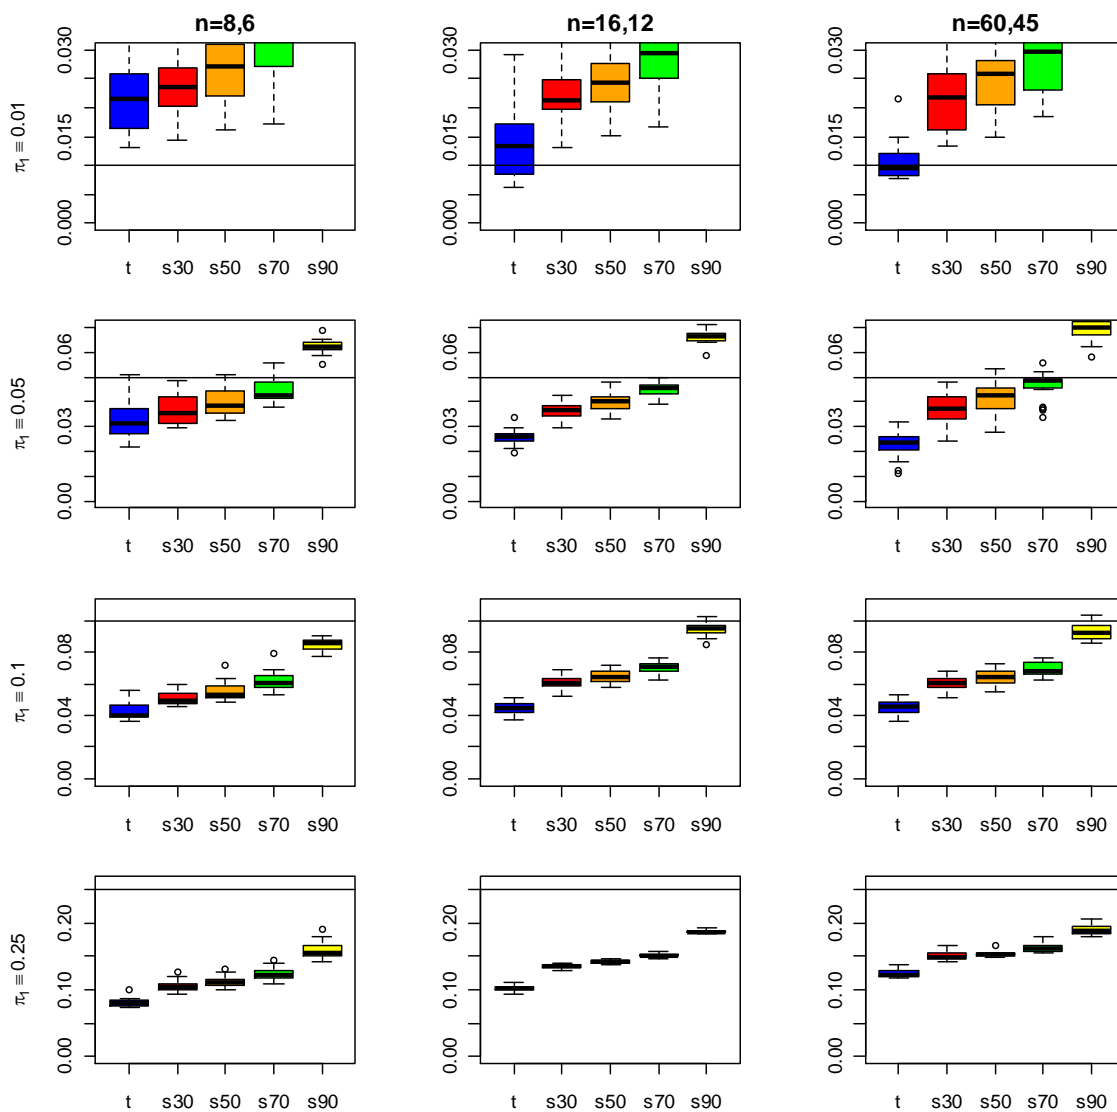 n=8,6 n=16,12 n=60,45
π1 ≡ 0.01
0.030 0.030 0.030
0.015 0.015 0.015
0.000 0.000 0.000
t s30 s50 s70 s90 t s30 s50 s70 s90 t s30 s50 s70 s90
π1 ≡ 0.05
0.06 0.06 0.06
0.03 0.03 0.03
0.00 0.00 0.00
t s30 s50 s70 s90 t s30 s50 s70 s90 t s30 s50 s70 s90
π1 ≡ 0.1
0.08 0.08 0.08
0.04 0.04 0.04
0.00 0.00 0.00
t s30 s50 s70 s90 t s30 s50 s70 s90 t s30 s50 s70 s90
π1 ≡ 0.25
0.20 0.20 0.20
0.10 0.10 0.10
0.00 0.00 0.00
t s30 s50 s70 s90 t s30 s50 s70 s90 t s30 s50 s70 s90